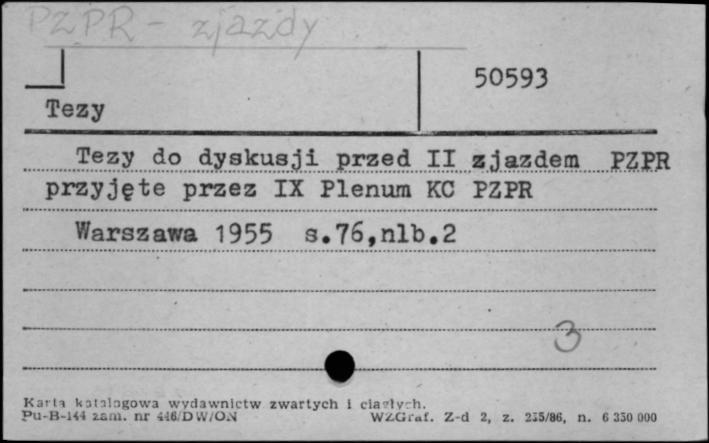 PZPR - zjazdy
50593
Tezy
Tezy do dyskusji przed II zjazdem PZPR
przyjęte przez IX Plenum KC PZPR
Warszawa 1955 s.76,nlb.2
3
Karta katalogowa wydawnictw zwartych i ciągłych.
Pu-B-144 zam. nr 446/DW/ON WZGraf. Z-d 2, z. 235/86, n. 6 350 000